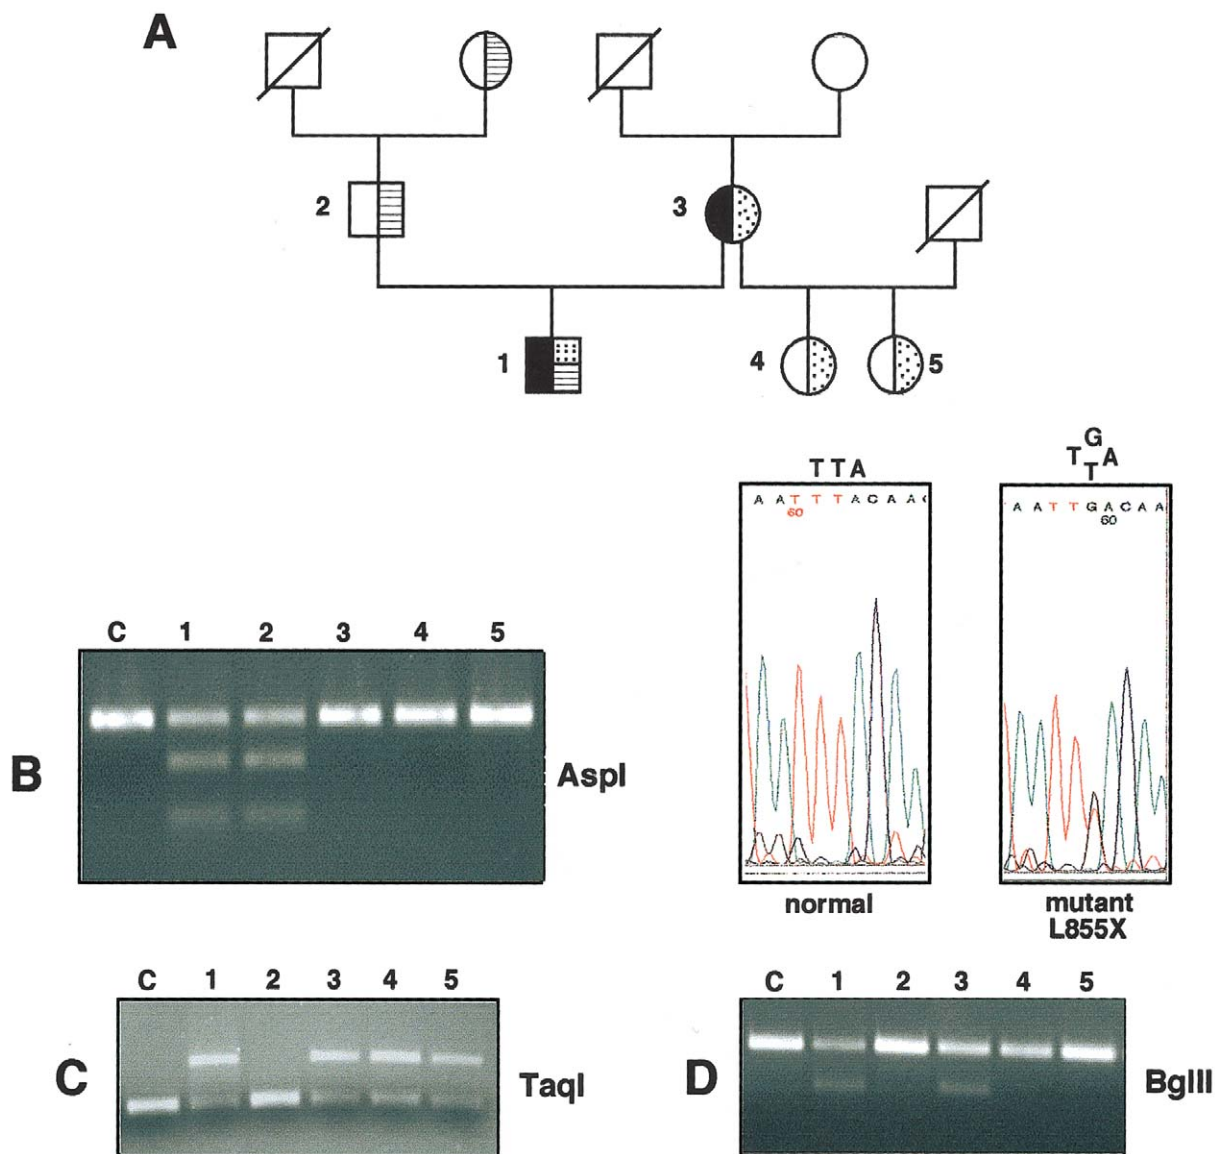 A
2
3
1
4
5
T T A
G
T T A
A A T T T A C A A
60
A A T T G A C A A
60
normal
mutant
L855X
C 1 2 3 4 5
B
AspI
C 1 2 3 4 5
C
TaqI
C 1 2 3 4 5
D
BglII